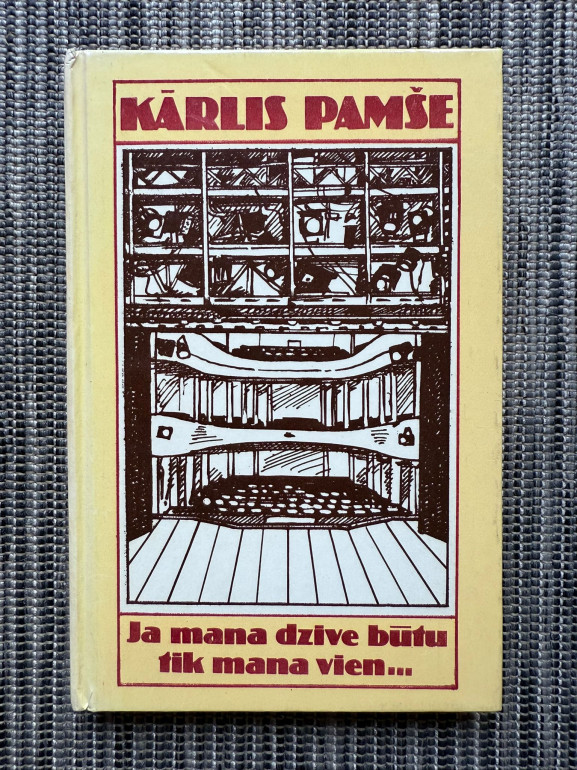 KĀRLIS PAMŠE
Ja mana dzive būtu
tik mana vien...